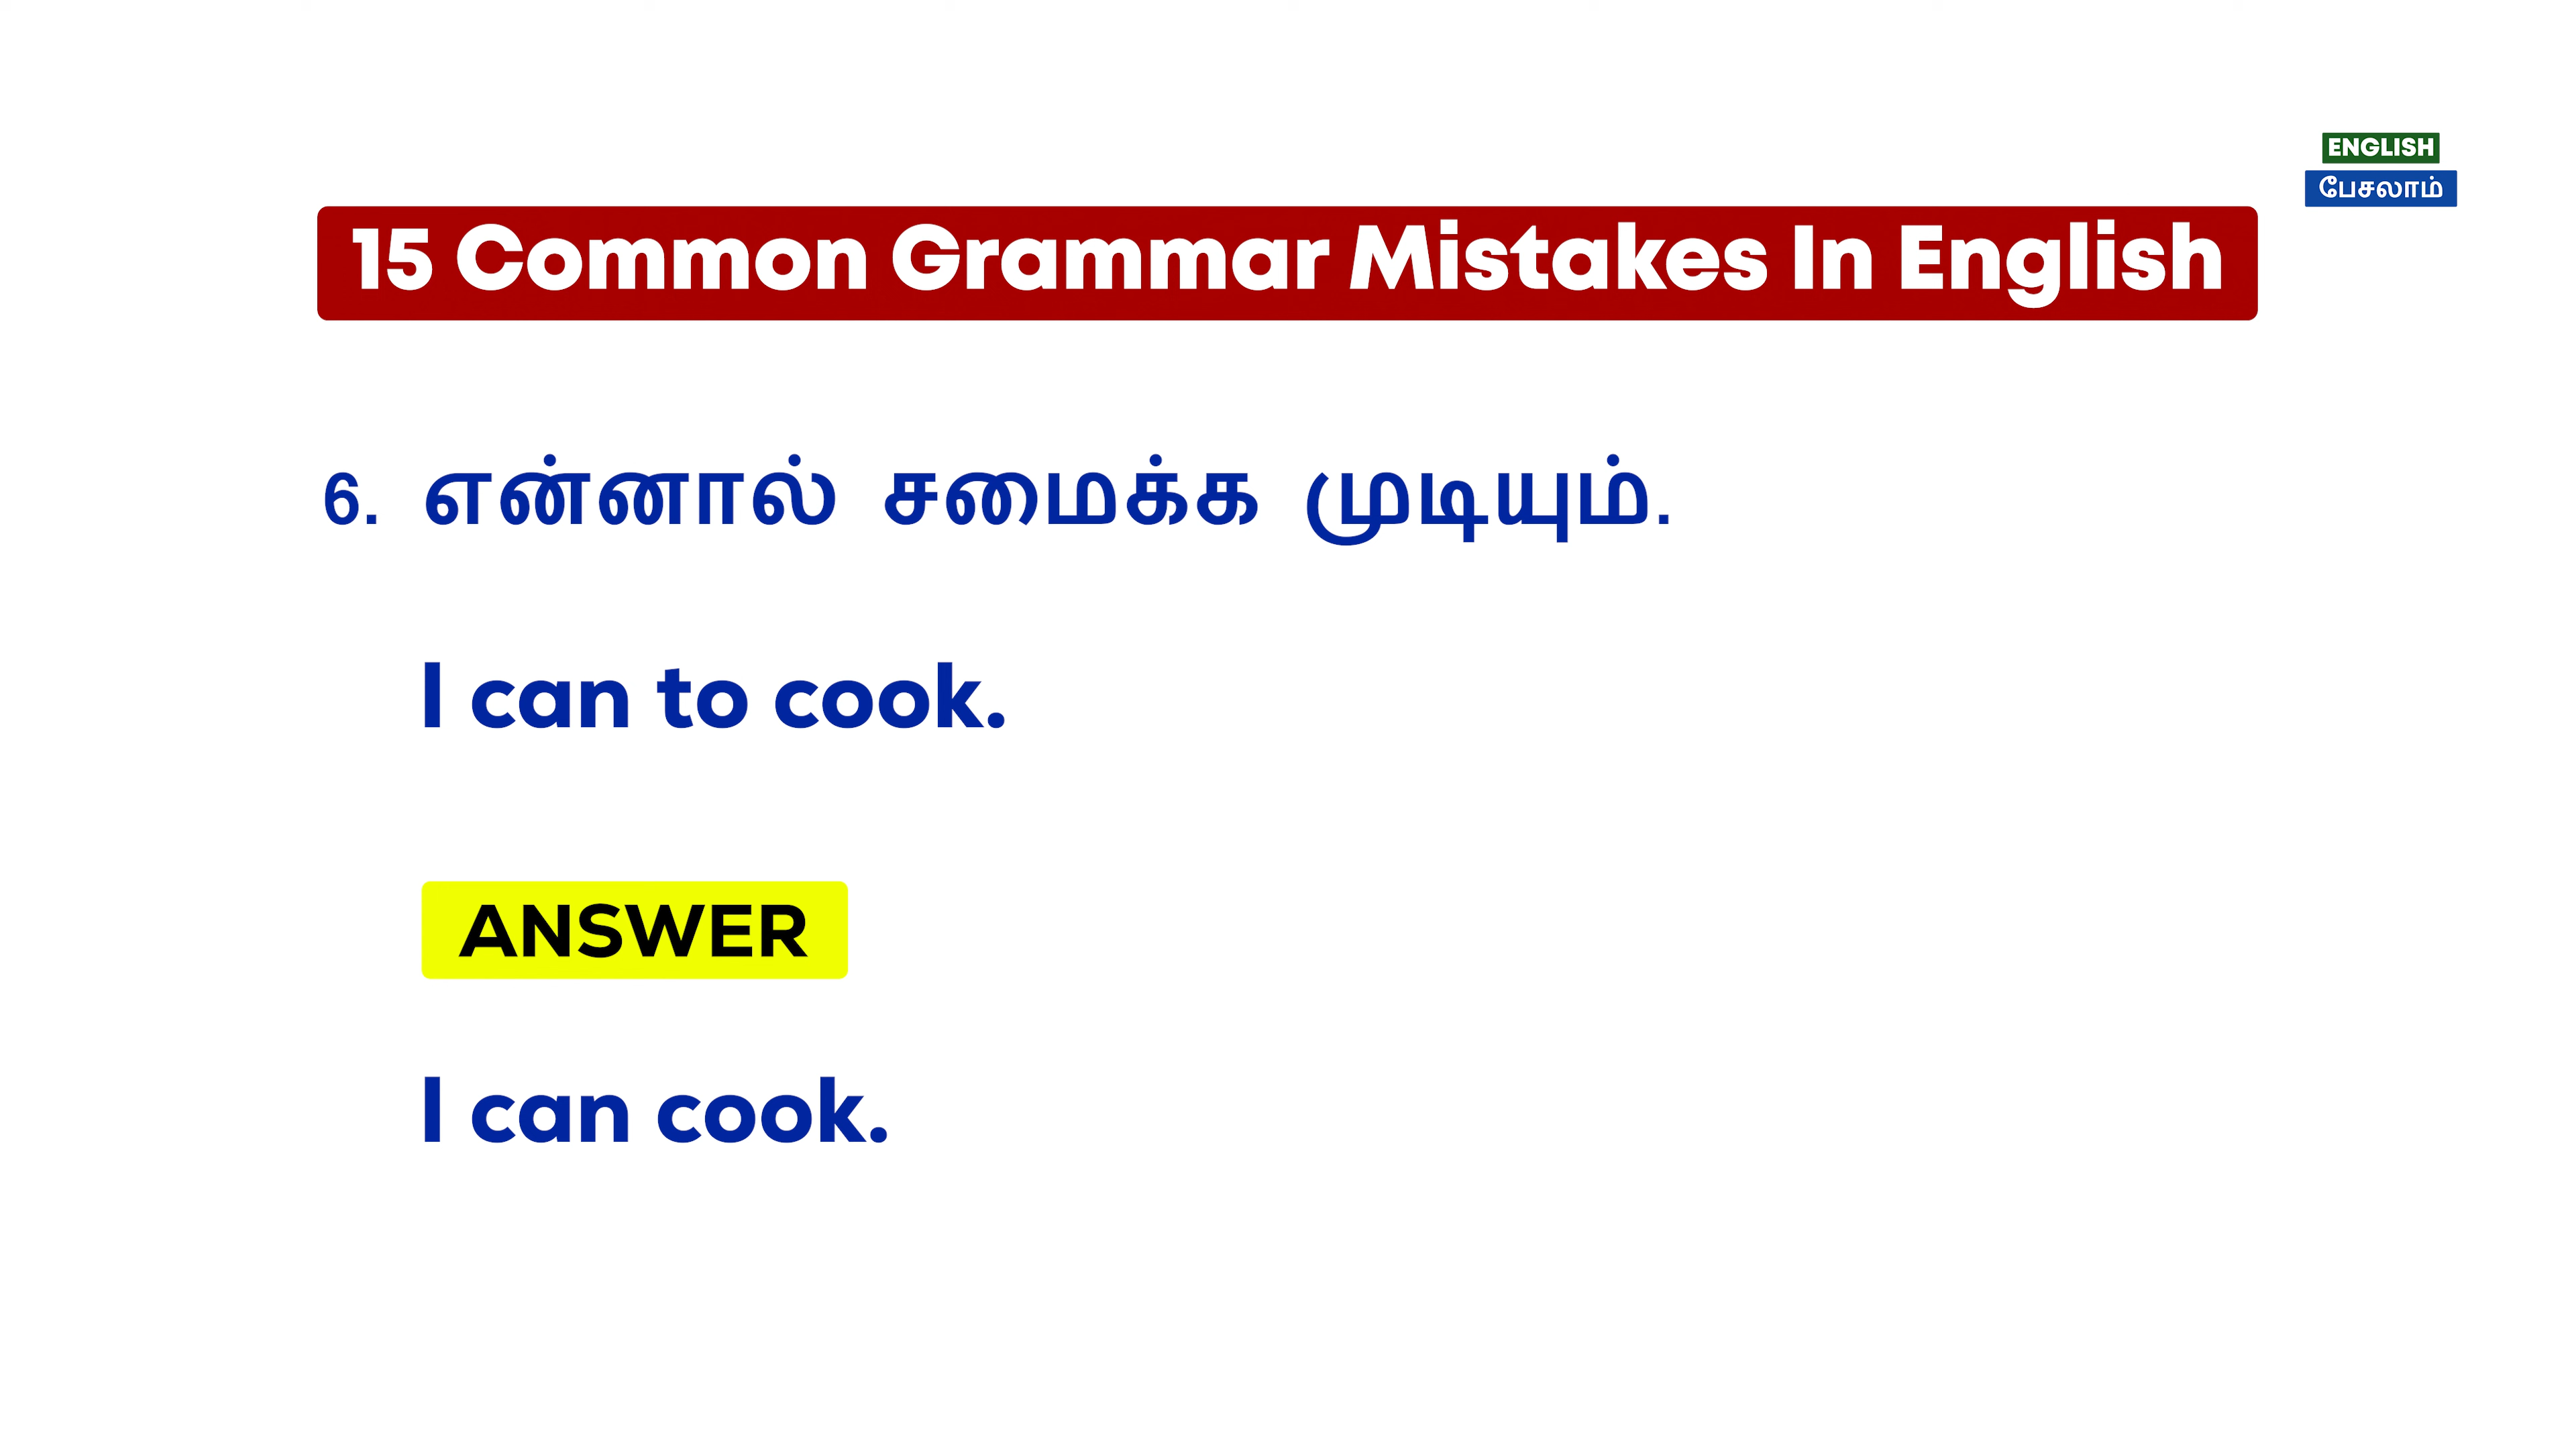 ENGLISH
பேசலாம்
15 Common Grammar Mistakes In English
6. என்னால் சமைக்க முடியும்.
I can to cook.
ANSWER
I can cook.